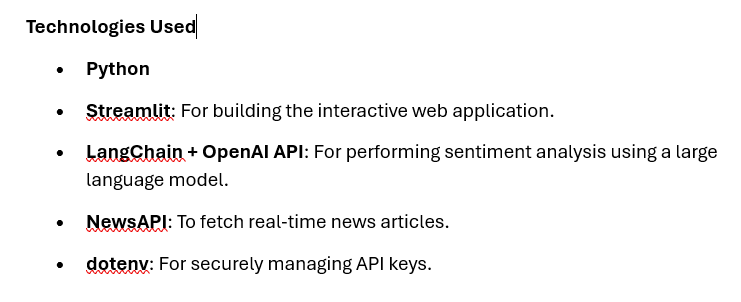 Technologies Used
• Python
• Streamlit: For building the interactive web application.
• LangChain + OpenAI API: For performing sentiment analysis using a large
language model.
• NewsAPI: To fetch real-time news articles.
• dotenv: For securely managing API keys.